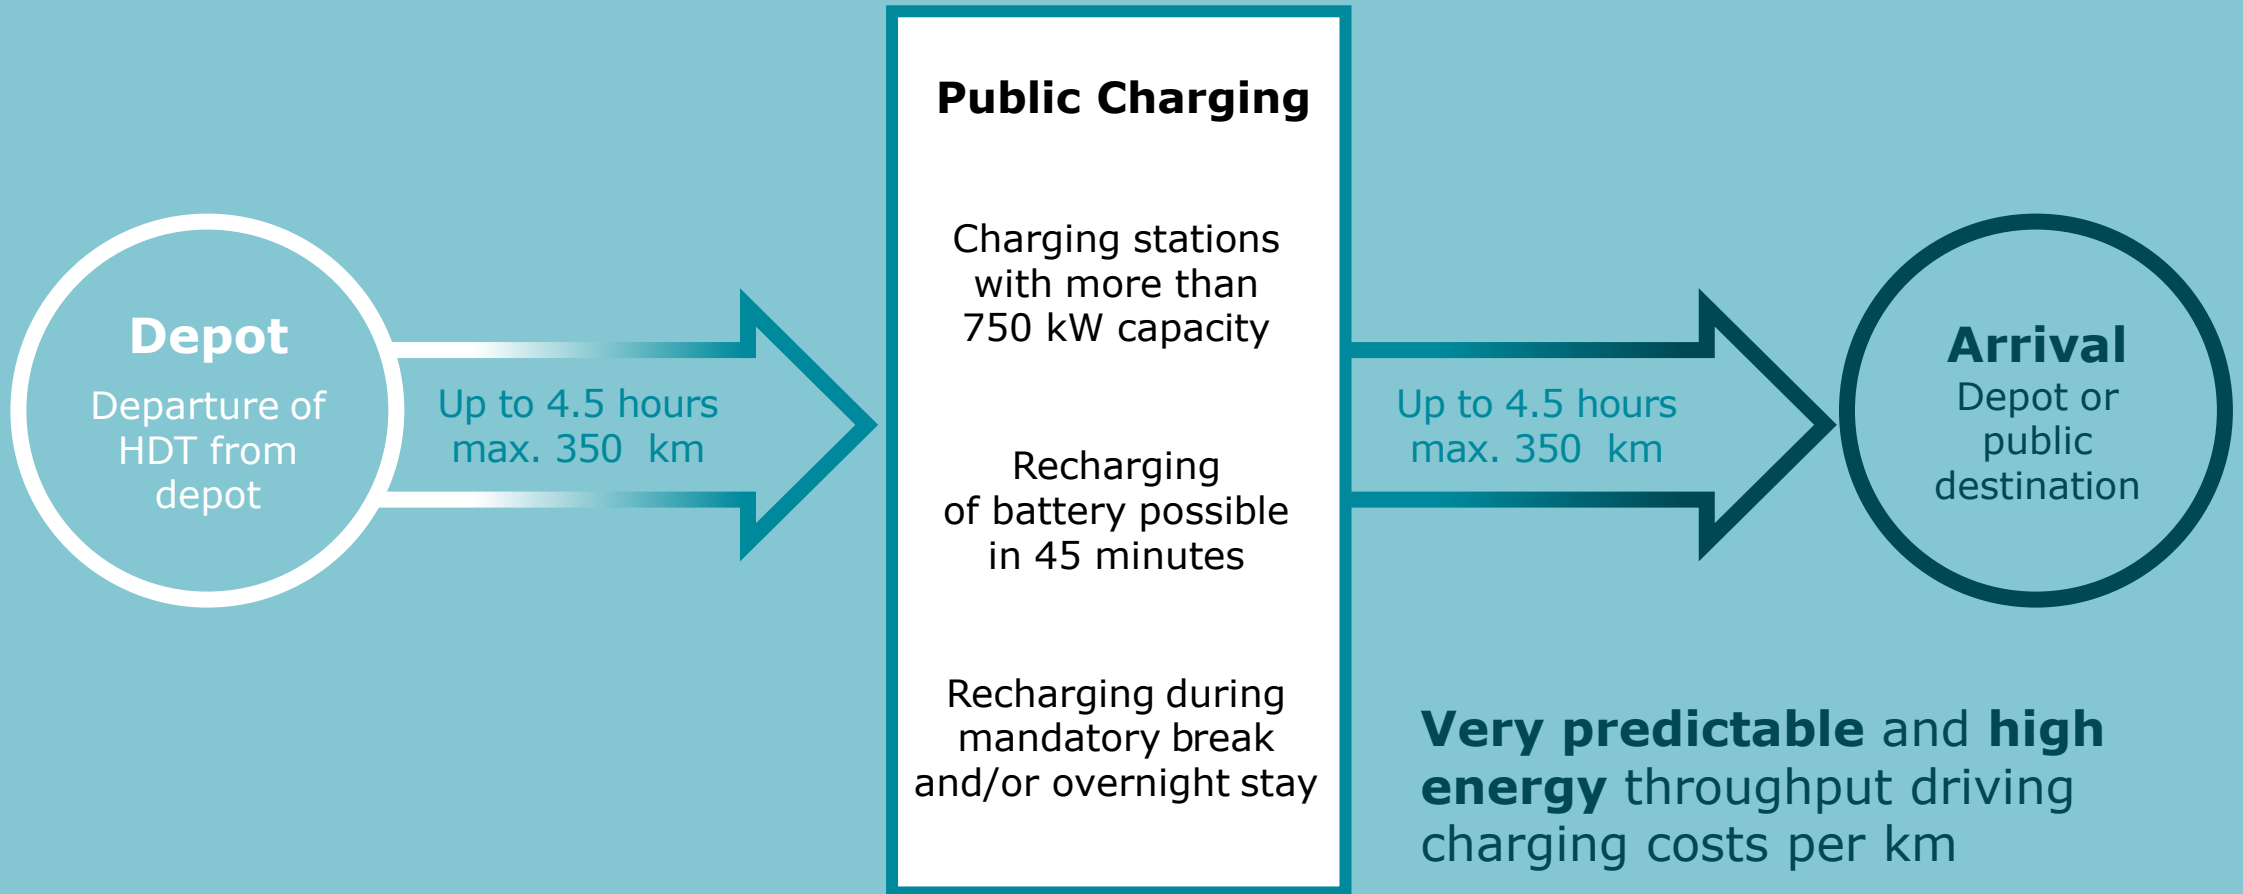 Depot
Departure of
HDT from
depot
Up to 4.5 hours
max. 350 km
Public Charging
Charging stations
with more than
750 kW capacity
Recharging
of battery possible
in 45 minutes
Recharging during
mandatory break
and/or overnight stay
Up to 4.5 hours
max. 350 km
Arrival
Depot or
public
destination
Very predictable and high
energy throughput driving
charging costs per km